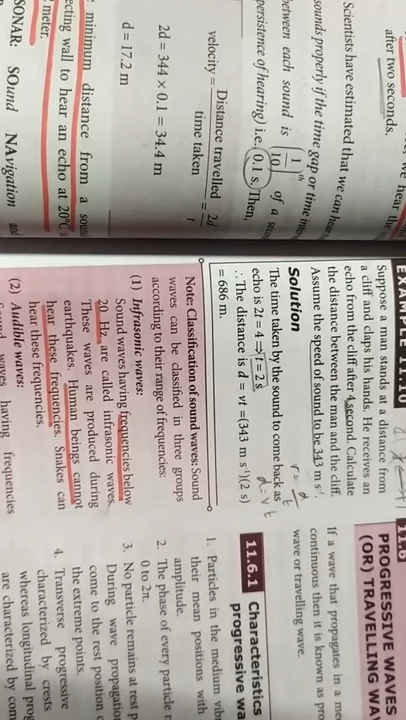 after two seconds.
we hear the
Scientists have estimated that we can hear
sounds properly if the time gap or time
between each sound is (1/10)th of a
persistence of hearing) i.e., 0.1 s. Then,
velocity = Distance travelled / time taken = 2d / t
2d = 344 × 0.1 = 34.4 m
d = 17.2 m
minimum distance from a sound
wall to hear an echo at 20°C
meter.
SONAR: SOund NAvigation and
EXAMPLE 11.10
Suppose a man stands at a distance from
a cliff and claps his hands. He receives an
echo from the cliff after 4 second. Calculate
the distance between the man and the cliff.
Assume the speed of sound to be 343 m s⁻¹.
Solution
v = d/t
The time taken by the sound to come back as
d = v t
echo is 2t = 4 ⇒ t = 2 s
∴ The distance is d = vt =(343 m s⁻¹)(2 s)
= 686 m.
Note: Classification of sound waves: Sound
waves can be classified in three groups
according to their range of frequencies:
(1) Infrasonic waves:
Sound waves having frequencies below
20 Hz are called infrasonic waves.
These waves are produced during
earthquakes. Human beings cannot
hear these frequencies. Snakes can
hear these frequencies.
(2) Audible waves:
waves having frequencies
11.6
PROGRESSIVE WAVES
(OR) TRAVELLING
If a wave that propagates in a
continuous then it is known as
wave or travelling wave.
11.6.1 Characteristics
progressive
1. Particles in the medium
their mean positions with
amplitude.
2. The phase of every particle
0 to 2π.
3. No particle remains at rest
During wave propagation
come to the rest position
the extreme points.
4. Transverse progressive
characterized by crests
whereas longitudinal
are characterized by